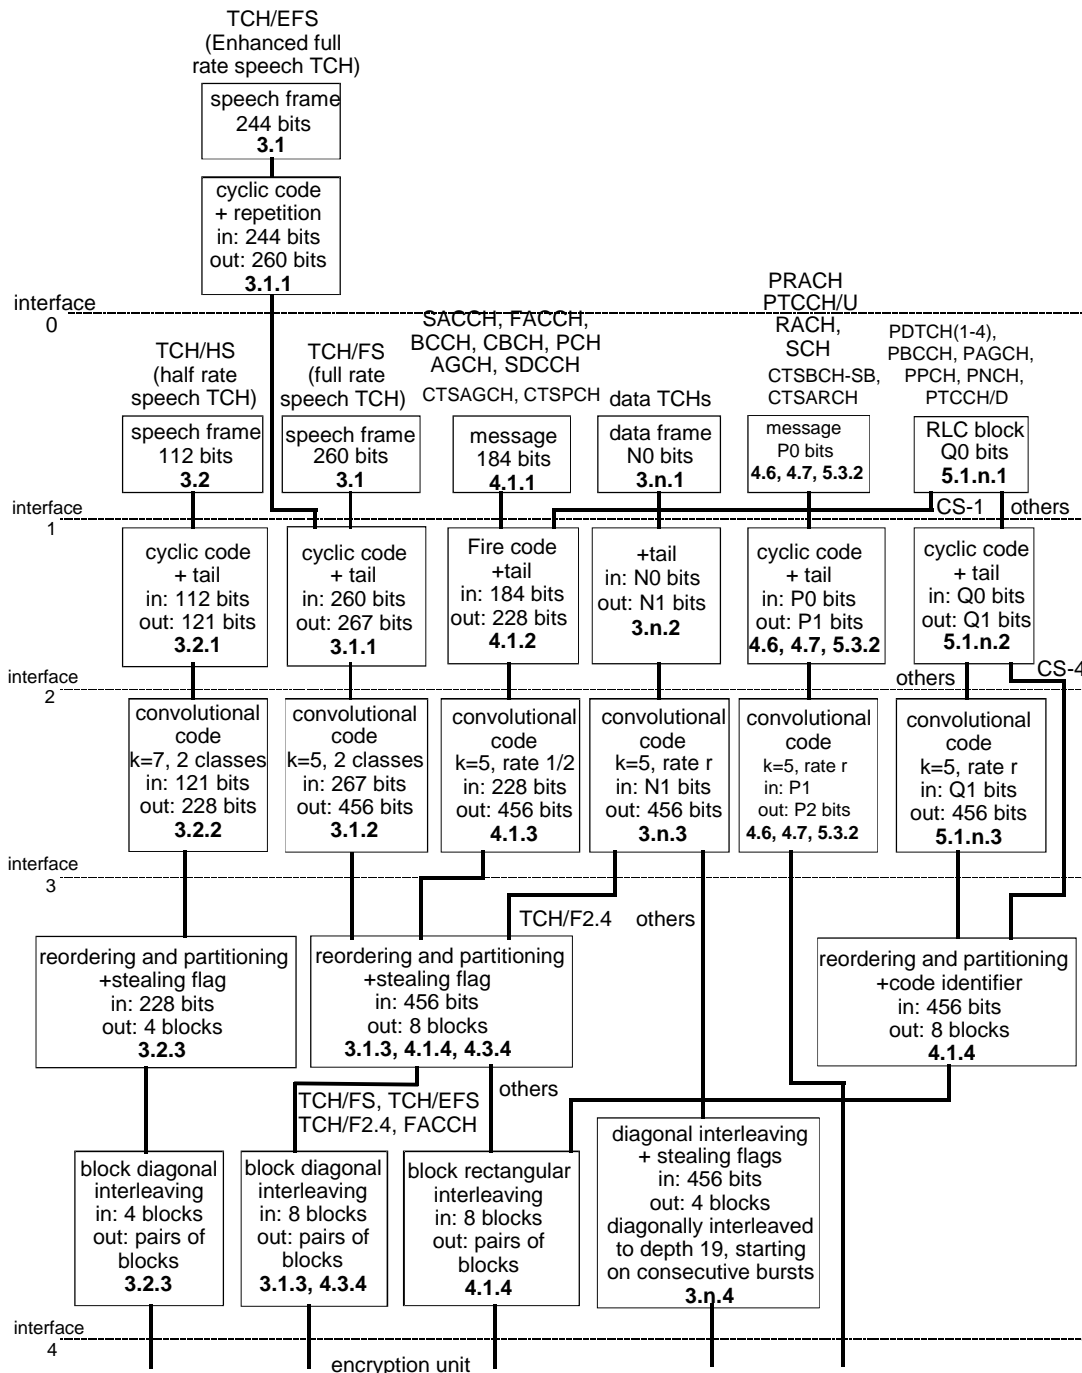 TCH/EFS
(Enhanced full
rate speech TCH)
speech frame
244 bits
3.1
cyclic code
+ repetition
in: 244 bits
out: 260 bits
3.1.1
interface
0
TCH/HS
(half rate
speech TCH)
speech frame
112 bits
3.2
TCH/FS
(full rate
speech TCH)
speech frame
260 bits
3.1
SACCH, FACCH,
BCCH, CBCH, PCH
AGCH, SDCCH
CTSAGCH, CTSPCH
message
184 bits
4.1.1
data TCHs
data frame
N0 bits
3.n.1
PRACH
PTCCH/U
RACH,
SCH
CTSBCH-SB,
CTSARCH
message
P0 bits
4.6, 4.7, 5.3.2
PDTCH(1-4),
PBCCH, PAGCH,
PPCH, PNCH,
PTCCH/D
RLC block
Q0 bits
5.1.n.1
interface
1
CS-1
others
cyclic code
+ tail
in: 112 bits
out: 121 bits
3.2.1
cyclic code
+ tail
in: 260 bits
out: 267 bits
3.1.1
Fire code
+tail
in: 184 bits
out: 228 bits
4.1.2
+tail
in: N0 bits
out: N1 bits
3.n.2
cyclic code
+ tail
in: P0 bits
out: P1 bits
4.6, 4.7, 5.3.2
cyclic code
+ tail
in: Q0 bits
out: Q1 bits
5.1.n.2
interface
2
others
CS-4
convolutional
code
k=7, 2 classes
in: 121 bits
out: 228 bits
3.2.2
convolutional
code
k=5, 2 classes
in: 267 bits
out: 456 bits
3.1.2
convolutional
code
k=5, rate 1/2
in: 228 bits
out: 456 bits
4.1.3
convolutional
code
k=5, rate r
in: N1 bits
out: 456 bits
3.n.3
convolutional
code
k=5, rate r
in: P1
out: P2 bits
4.6, 4.7, 5.3.2
convolutional
code
k=5, rate r
in: Q1 bits
out: 456 bits
5.1.n.3
interface
3
TCH/F2.4
others
reordering and partitioning
+stealing flag
in: 228 bits
out: 4 blocks
3.2.3
reordering and partitioning
+stealing flag
in: 456 bits
out: 8 blocks
3.1.3, 4.1.4, 4.3.4
reordering and partitioning
+code identifier
in: 456 bits
out: 8 blocks
4.1.4
TCH/FS, TCH/EFS
TCH/F2.4, FACCH
others
block diagonal
interleaving
in: 4 blocks
out: pairs of
blocks
3.2.3
block diagonal
interleaving
in: 8 blocks
out: pairs of
blocks
3.1.3, 4.3.4
block rectangular
interleaving
in: 8 blocks
out: pairs of
blocks
4.1.4
diagonal interleaving
+ stealing flags
in: 456 bits
out: 4 blocks
diagonally interleaved
to depth 19, starting
on consecutive bursts
3.n.4
interface
4
encryption unit